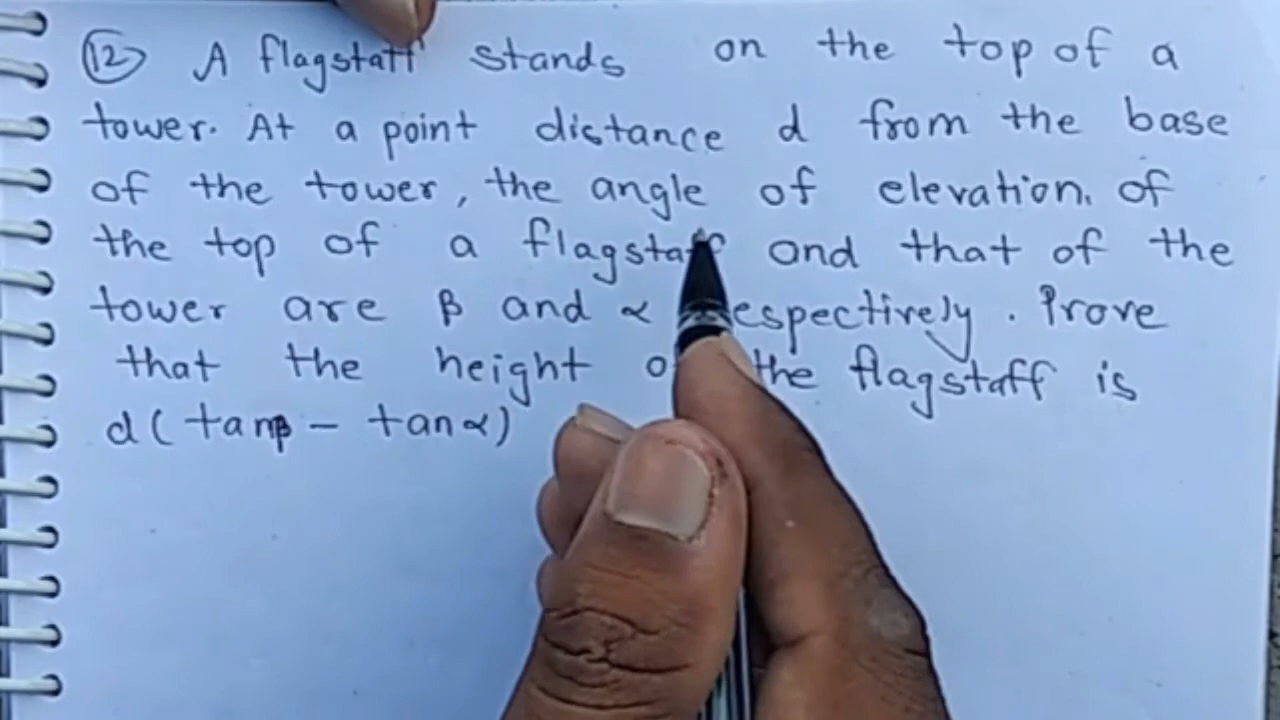 12 A flagstaff stands on the top of a
tower. At a point distance d from the base
of the tower, the angle of elevation. of
the top of a flagstaff and that of the
tower are β and α respectively. Prove
that the height of the flagstaff is
d(tanβ - tanα)